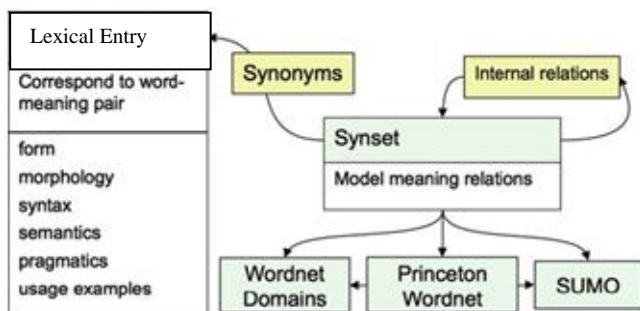 Lexical Entry
Correspond to word-
meaning pair
form
morphology
syntax
semantics
pragmatics
usage examples
Synonyms
Internal relations
Synset
Model meaning relations
Wordnet
Domains
Princeton
Wordnet
SUMO